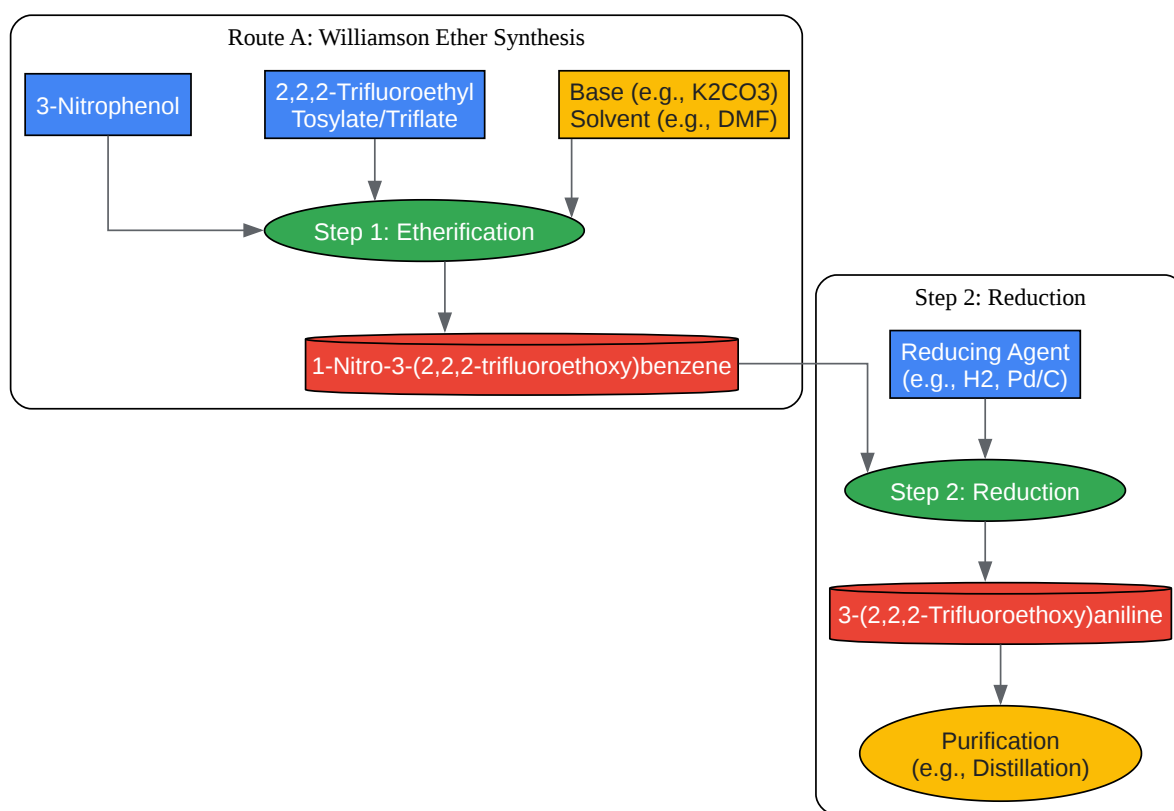 Route A: Williamson Ether Synthesis
3-Nitrophenol
2,2,2-Trifluoroethyl
Tosylate/Triflate
Base (e.g., K2CO3)
Solvent (e.g., DMF)
Step 1: Etherification
1-Nitro-3-(2,2,2-trifluoroethoxy)benzene
Step 2: Reduction
Reducing Agent
(e.g., H2, Pd/C)
Step 2: Reduction
3-(2,2,2-Trifluoroethoxy)aniline
Purification
(e.g., Distillation)